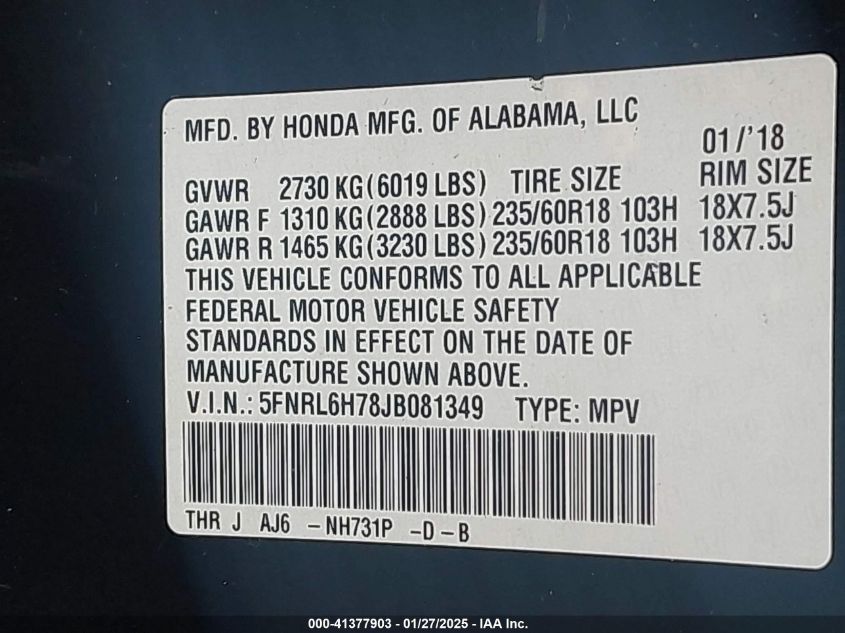 MFD. BY HONDA MFG. OF ALABAMA, LLC
01/'18
GVWR 2730 KG(6019 LBS) TIRE SIZE RIM SIZE
GAWR F 1310 KG(2888 LBS) 235/60R18 103H 18X7.5J
GAWR R 1465 KG(3230 LBS) 235/60R18 103H 18X7.5J
THIS VEHICLE CONFORMS TO ALL APPLICABLE
FEDERAL MOTOR VEHICLE SAFETY
STANDARDS IN EFFECT ON THE DATE OF
MANUFACTURE SHOWN ABOVE.
V.I.N.: 5FNRL6H78JB081349 TYPE: MPV
THR J AJ6 -NH731P -D-B
000-41377903 - 01/27/2025 - IAA Inc.